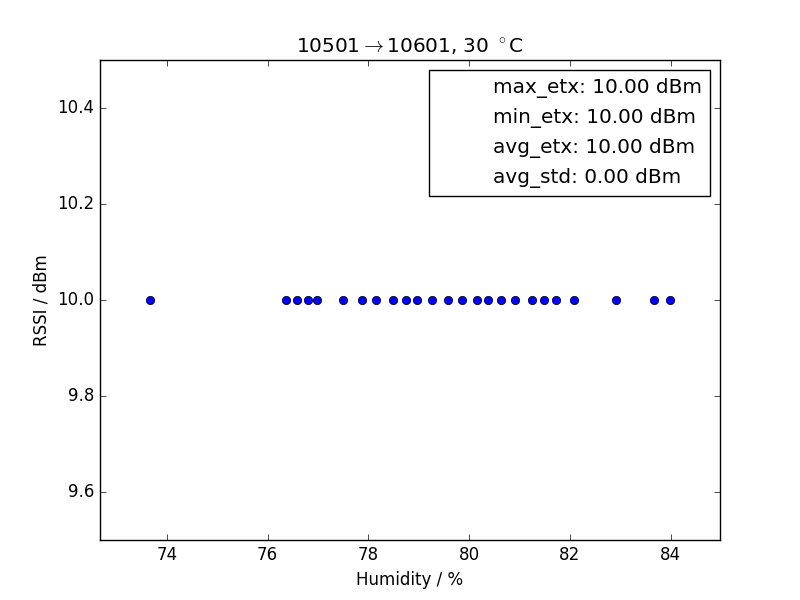 10501→10601, 30 °C
max_etx: 10.00 dBm
min_etx: 10.00 dBm
avg_etx: 10.00 dBm
avg_std: 0.00 dBm
10.4
10.2
10.0
9.8
9.6
RSSI / dBm
74 76 78 80 82 84
Humidity / %